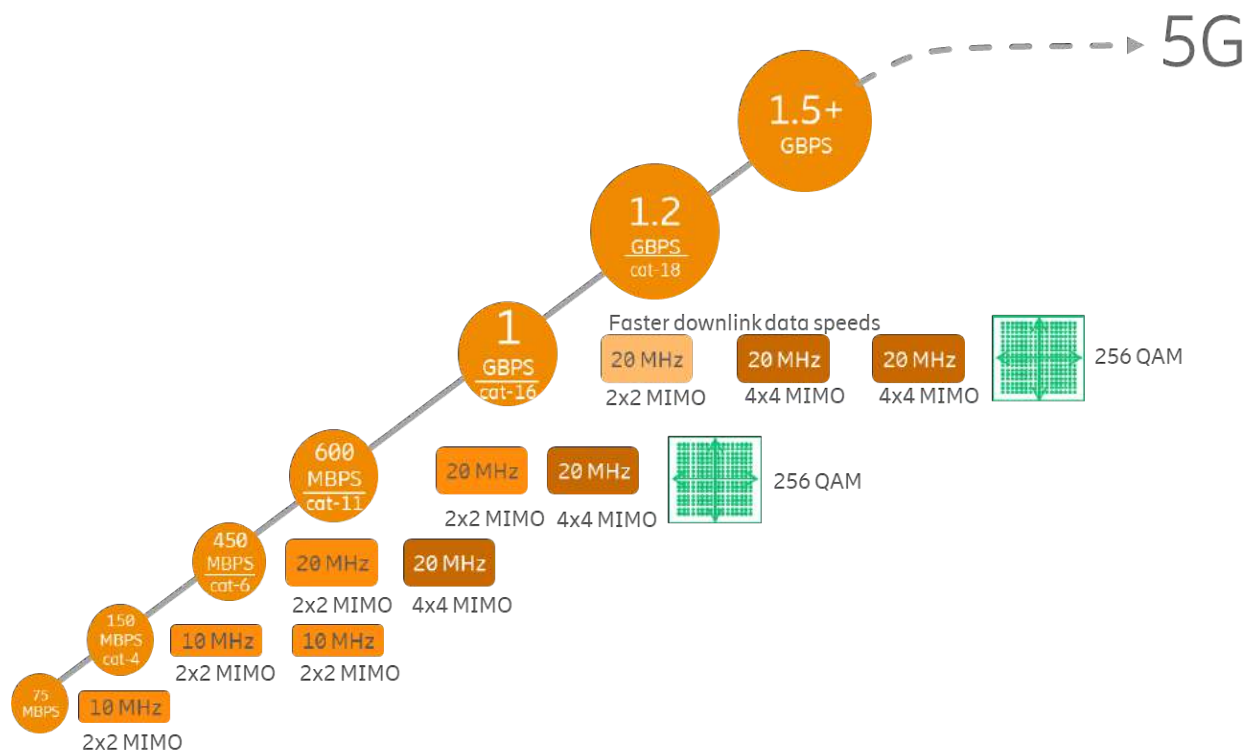 5G
1.5+
GBPS
1.2
GBPS
cat-18
1
GBPS
cat-16
Faster downlink data speeds
20 MHz 20 MHz 20 MHz
2x2 MIMO 4x4 MIMO 4x4 MIMO
256 QAM
600
MBPS
cat-11
20 MHz 20 MHz
2x2 MIMO 4x4 MIMO
256 QAM
450
MBPS
cat-6
20 MHz 20 MHz
2x2 MIMO 4x4 MIMO
150
MBPS
cat-4
10 MHz 10 MHz
2x2 MIMO 2x2 MIMO
75
MBPS
10 MHz
2x2 MIMO